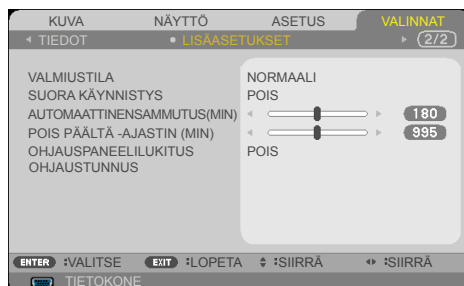 KUVA NÄYTTÖ ASETUS VALINNAT
TIEDOT • LISÄASETUKSET (2/2)
VALMIUSTILA NORMAALI
SUORA KÄYNNISTYS POIS
AUTOMAATTINENSAMMUTUS(MIN) 180
POIS PÄÄLTÄ -AJASTIN (MIN) 995
OHJAUSPANEELILUKITUS POIS
OHJAUSTUNNUS
ENTER :VALITSE EXIT :LOPETA :SIIRRÄ :SIIRRÄ
TIETOKONE